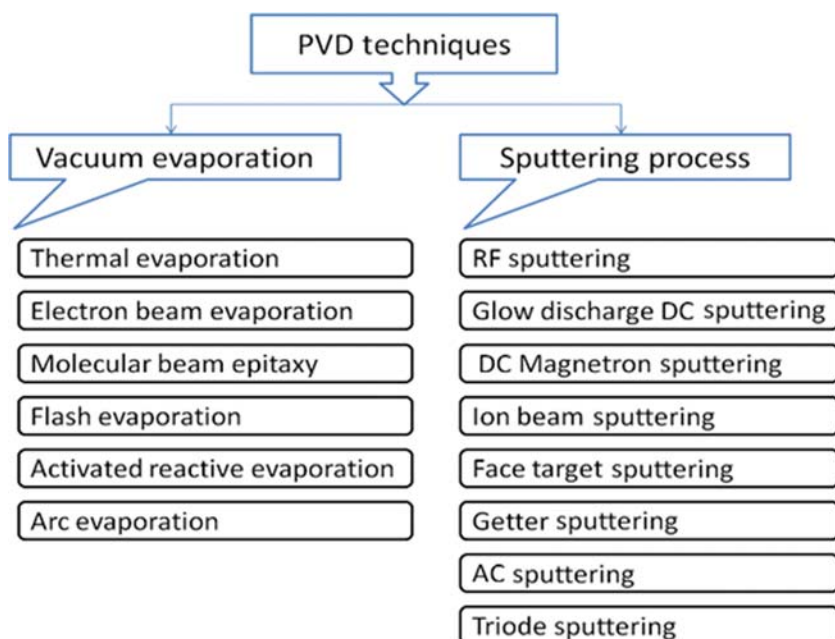 PVD techniques
Vacuum evaporation
Thermal evaporation
Electron beam evaporation
Molecular beam epitaxy
Flash evaporation
Activated reactive evaporation
Arc evaporation
Sputtering process
RF sputtering
Glow discharge DC sputtering
DC Magnetron sputtering
Ion beam sputtering
Face target sputtering
Getter sputtering
AC sputtering
Triode sputtering